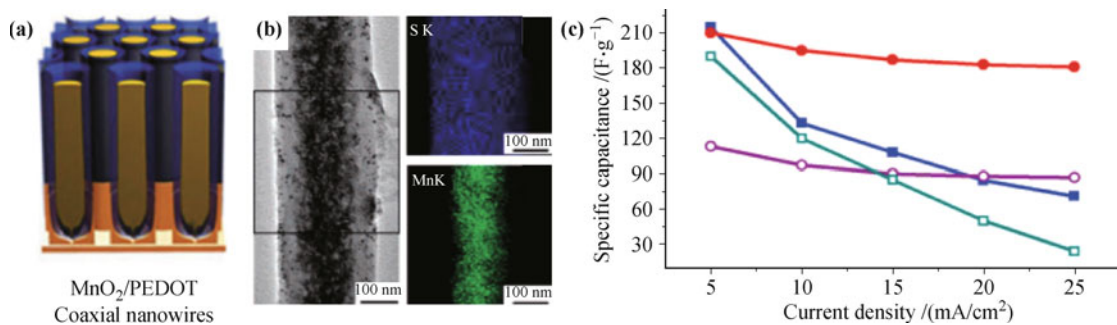 (a)
MnO₂/PEDOT
Coaxial nanowires
(b)
100 nm
S K
100 nm
MnK
100 nm
(c)
Specific capacitance /(F·g⁻¹)
210
180
150
120
90
60
30
5 10 15 20 25
Current density /(mA/cm²)